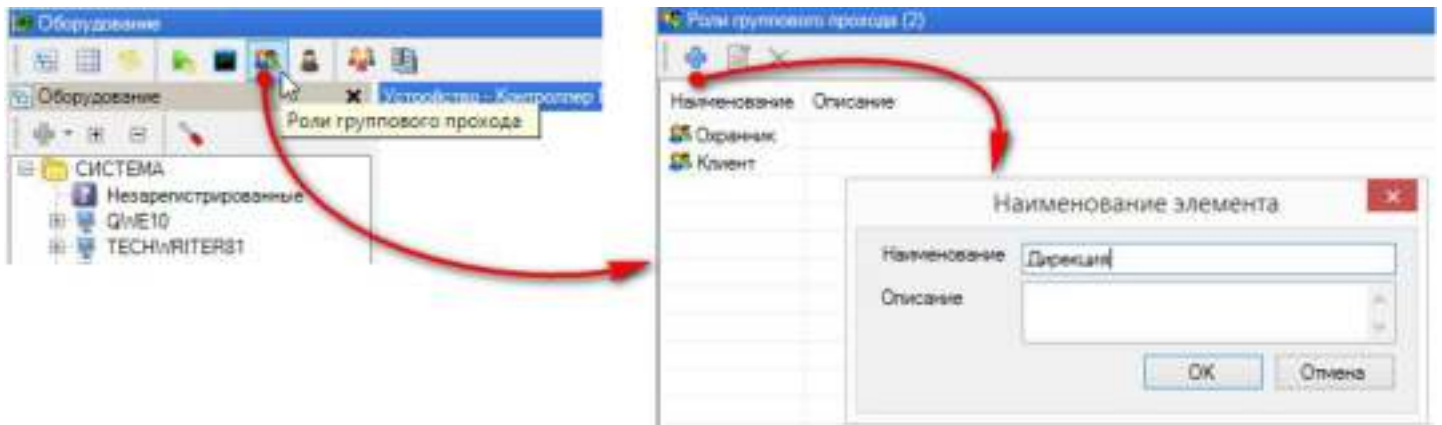 Оборудование
Оборудование
Устройство - Контроллер
Роли группового прохода
СИСТЕМА
Незарегистрированные
QWE10
TECHWRITER81
Роли группового прохода (2)
Наименование Описание
Охранник
Клиент
Наименование элемента
Наименование Дирекция
Описание
OK Отмена